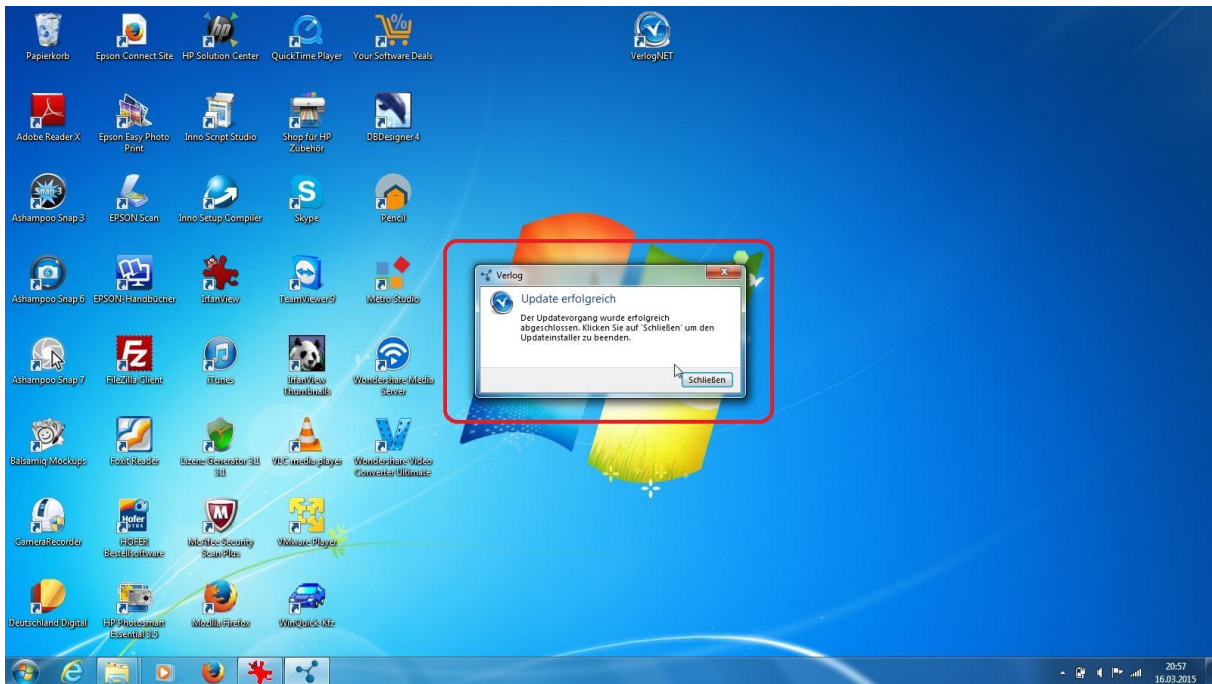 Papierkorb
Epson Connect Site
HP Solution Center
QuickTime Player
Your Software Deals
VerlogNET
Adobe Reader X
Epson Easy Photo
Print
Inno Script Studio
Shop für HP
Zubehör
DBDesigner 4
Snap 3
Ashampoo Snap 3
EPSON Scan
Inno Setup Compiler
Skype
Pencil
Ashampoo Snap 6
EPSON-Handbücher
IrfanView
TeamViewer 9
Metro Studio
Verlog
Update erfolgreich
Der Updatevorgang wurde erfolgreich
abgeschlossen. Klicken Sie auf 'Schließen' um den
Updateinstaller zu beenden.
Schließen
Ashampoo Snap 7
FileZilla Client
iTunes
IrfanView
Thumbnails
Wondershare Media
Server
Balsamiq Mockups
Foxit Reader
Lizenz Generator 3.1
3.1
VLC media player
Wondershare Video
Converter Ultimate
CameraRecorder
Hofer
FOTOS
HOFER
Bestellsoftware
McAfee Security
Scan Plus
VMware Player
Deutschland Digital
HP Photosmart
Essential 3.5
Mozilla Firefox
WinQuick Kfz
20:57
16.03.2015